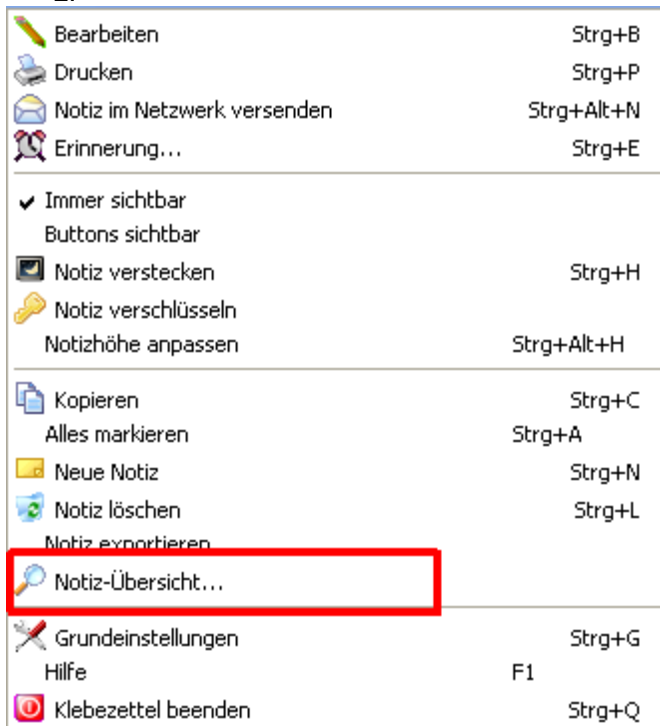 Bearbeiten Strg+B
Drucken Strg+P
Notiz im Netzwerk versenden Strg+Alt+N
Erinnerung... Strg+E
Immer sichtbar
Buttons sichtbar
Notiz verstecken Strg+H
Notiz verschlüsseln
Notizhöhe anpassen Strg+Alt+H
Kopieren Strg+C
Alles markieren Strg+A
Neue Notiz Strg+N
Notiz löschen Strg+L
Notiz exportieren
Notiz-Übersicht...
Grundeinstellungen Strg+G
Hilfe F1
Klebezettel beenden Strg+Q